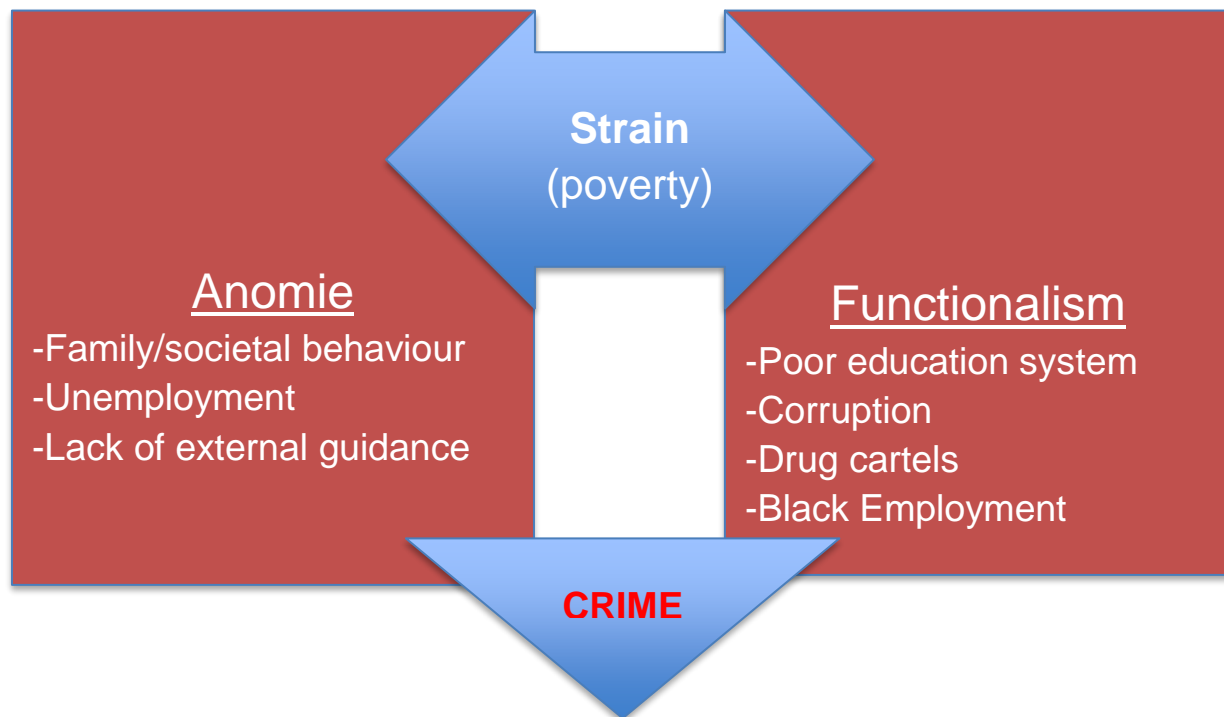 Strain
(poverty)
Anomie
-Family/societal behaviour
-Unemployment
-Lack of external guidance
Functionalism
-Poor education system
-Corruption
-Drug cartels
-Black Employment
CRIME